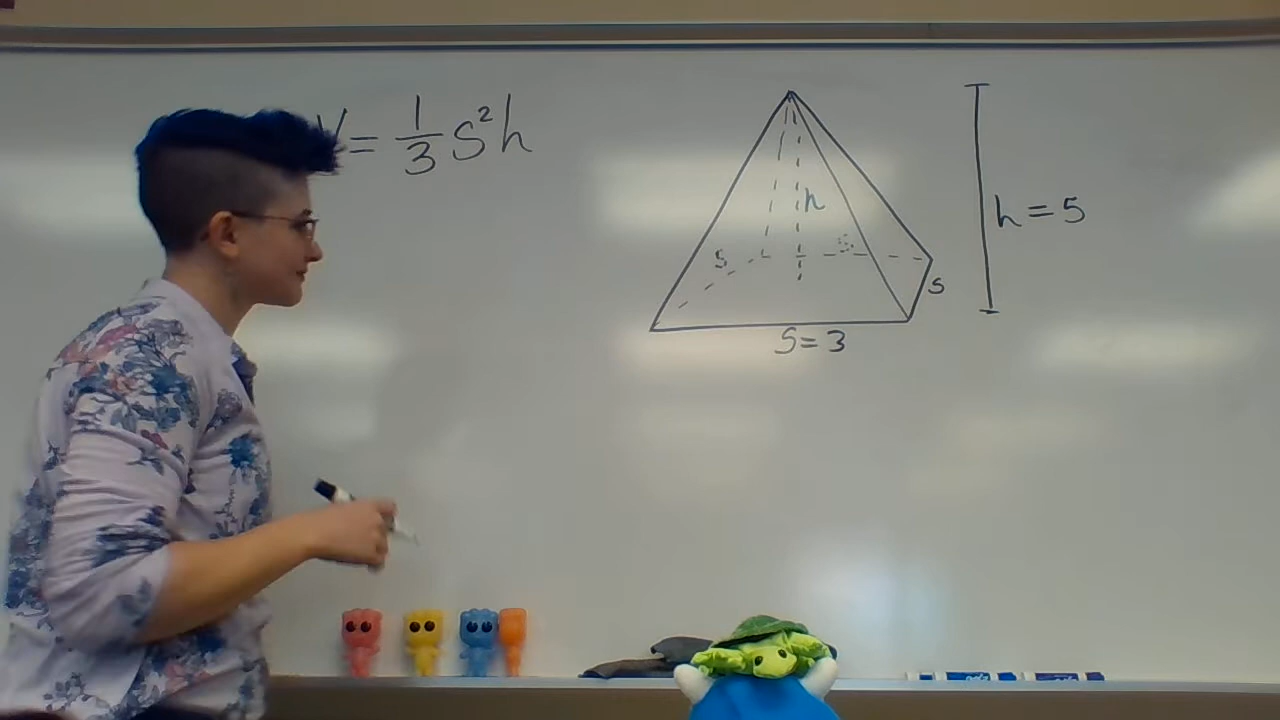 V = 1/3 S²h
h
h = 5
S
S
S
S = 3